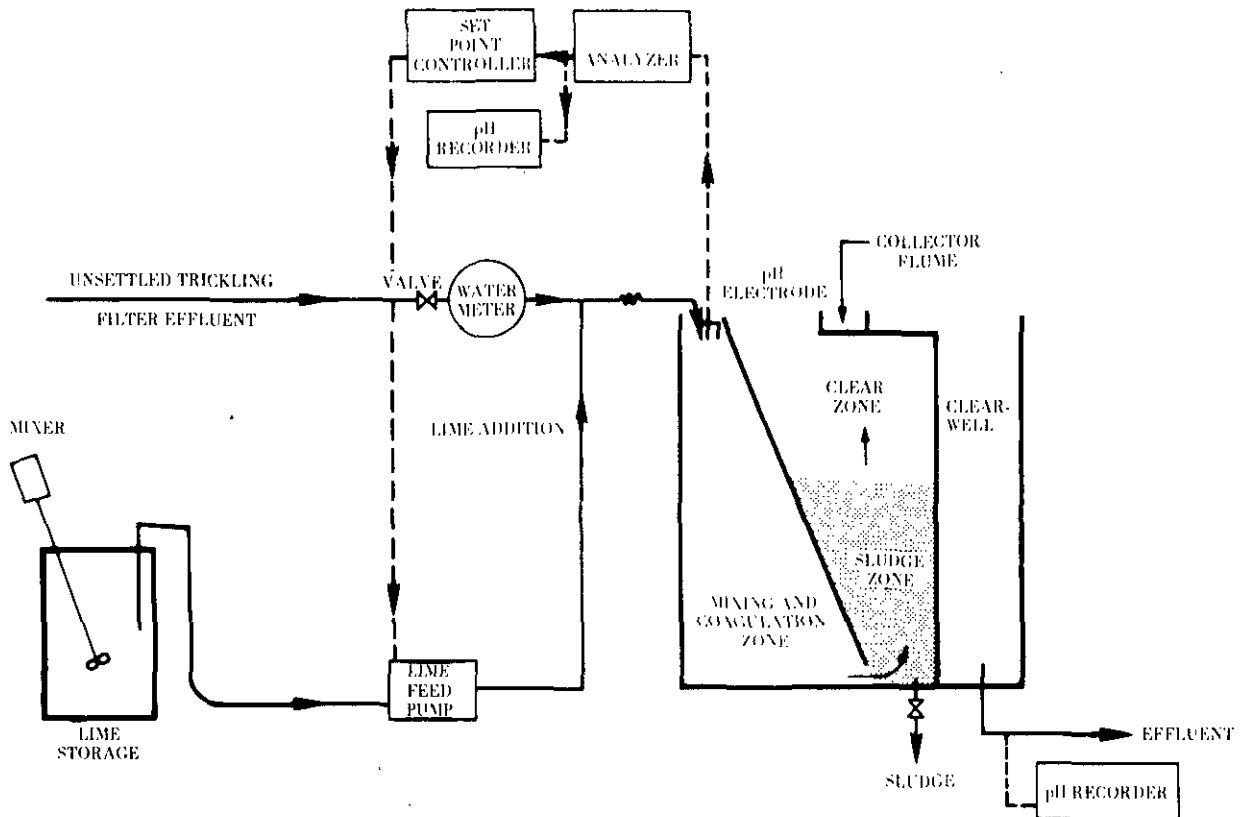 SET
POINT
CONTROLLER
ANALYZER
pH
RECORDER
COLLECTOR
FLUME
UNSETTLED TRICKLING
FILTER EFFLUENT
VALVE
WATER
METER
pH
ELECTRODE
CLEAR
ZONE
CLEAR-
WELL
LIME ADDITION
MIXER
SLUDGE
ZONE
MIXING AND
COAGULATION
ZONE
LIME
FEED
PUMP
LIME
STORAGE
EFFLUENT
SLUDGE
pH RECORDER